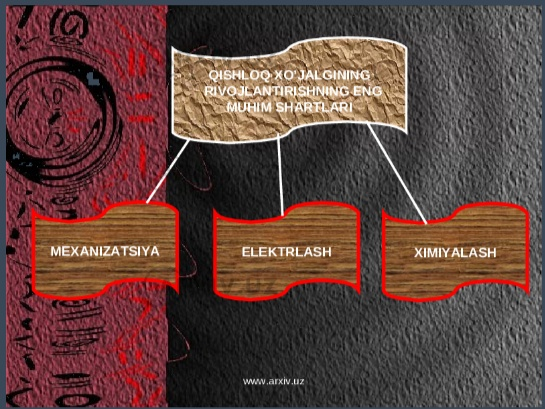 QISHLOQ XO'JALGINING
RIVOJLANTIRISHNING ENG
MUHIM SHARTLARI
MEXANIZATSIYA
ELEKTRLASH
XIMIYALASH
www.arxiv.uz